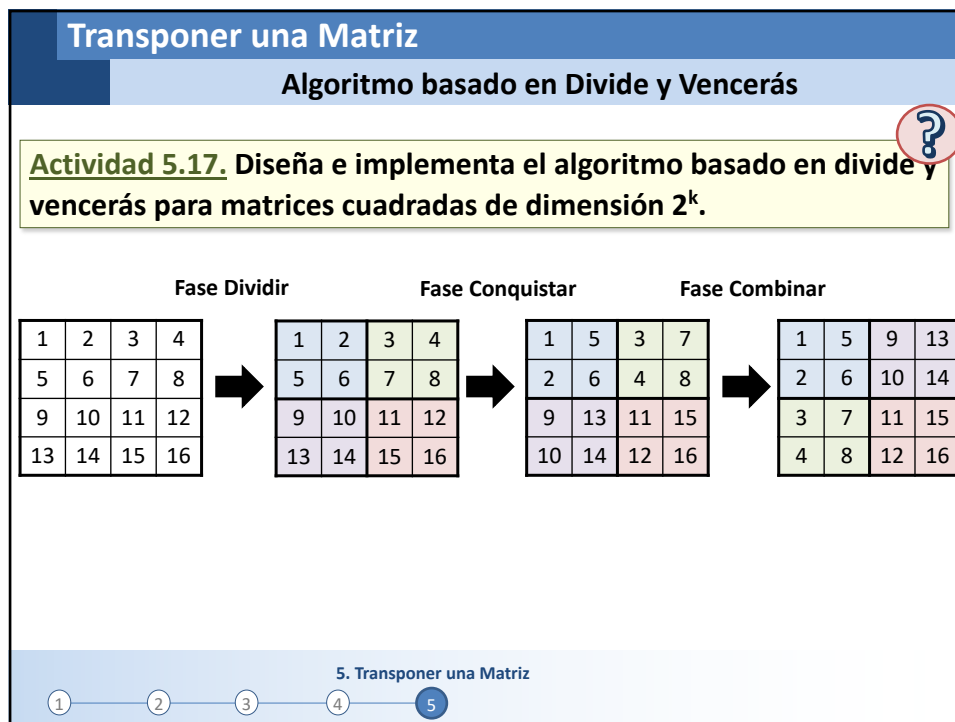 Transponer una Matriz
Algoritmo basado en Divide y Vencerás
?
Actividad 5.17. Diseña e implementa el algoritmo basado en divide y
vencerás para matrices cuadradas de dimensión 2ᵏ.
Fase Dividir Fase Conquistar Fase Combinar
1 2 3 4 1 2 3 4 1 5 3 7 1 5 9 13
5 6 7 8 5 6 7 8 2 6 4 8 2 6 10 14
9 10 11 12 9 10 11 12 9 13 11 15 3 7 11 15
13 14 15 16 13 14 15 16 10 14 12 16 4 8 12 16
5. Transponer una Matriz
1 2 3 4 5